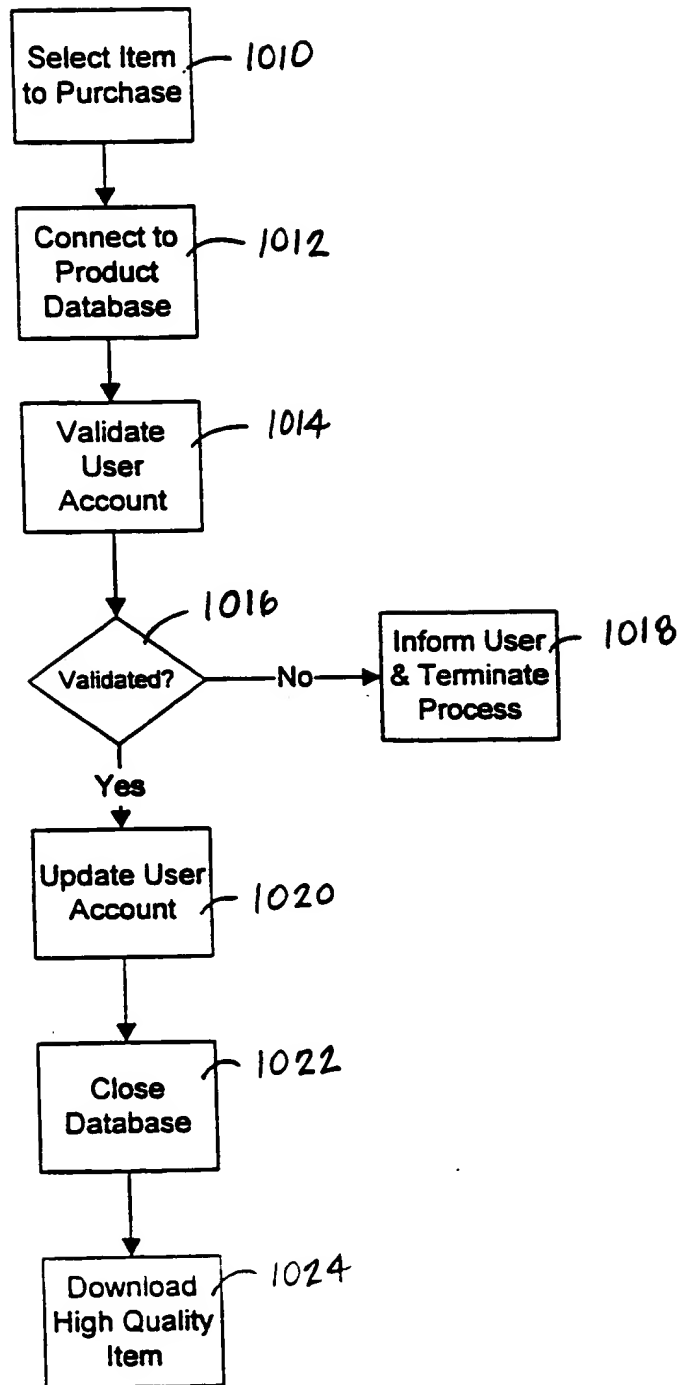 Select Item
to Purchase
1010
Connect to
Product
Database
1012
Validate
User
Account
1014
Validated?
1016
No
Inform User
& Terminate
Process
1018
Yes
Update User
Account
1020
Close
Database
1022
Download
High Quality
Item
1024